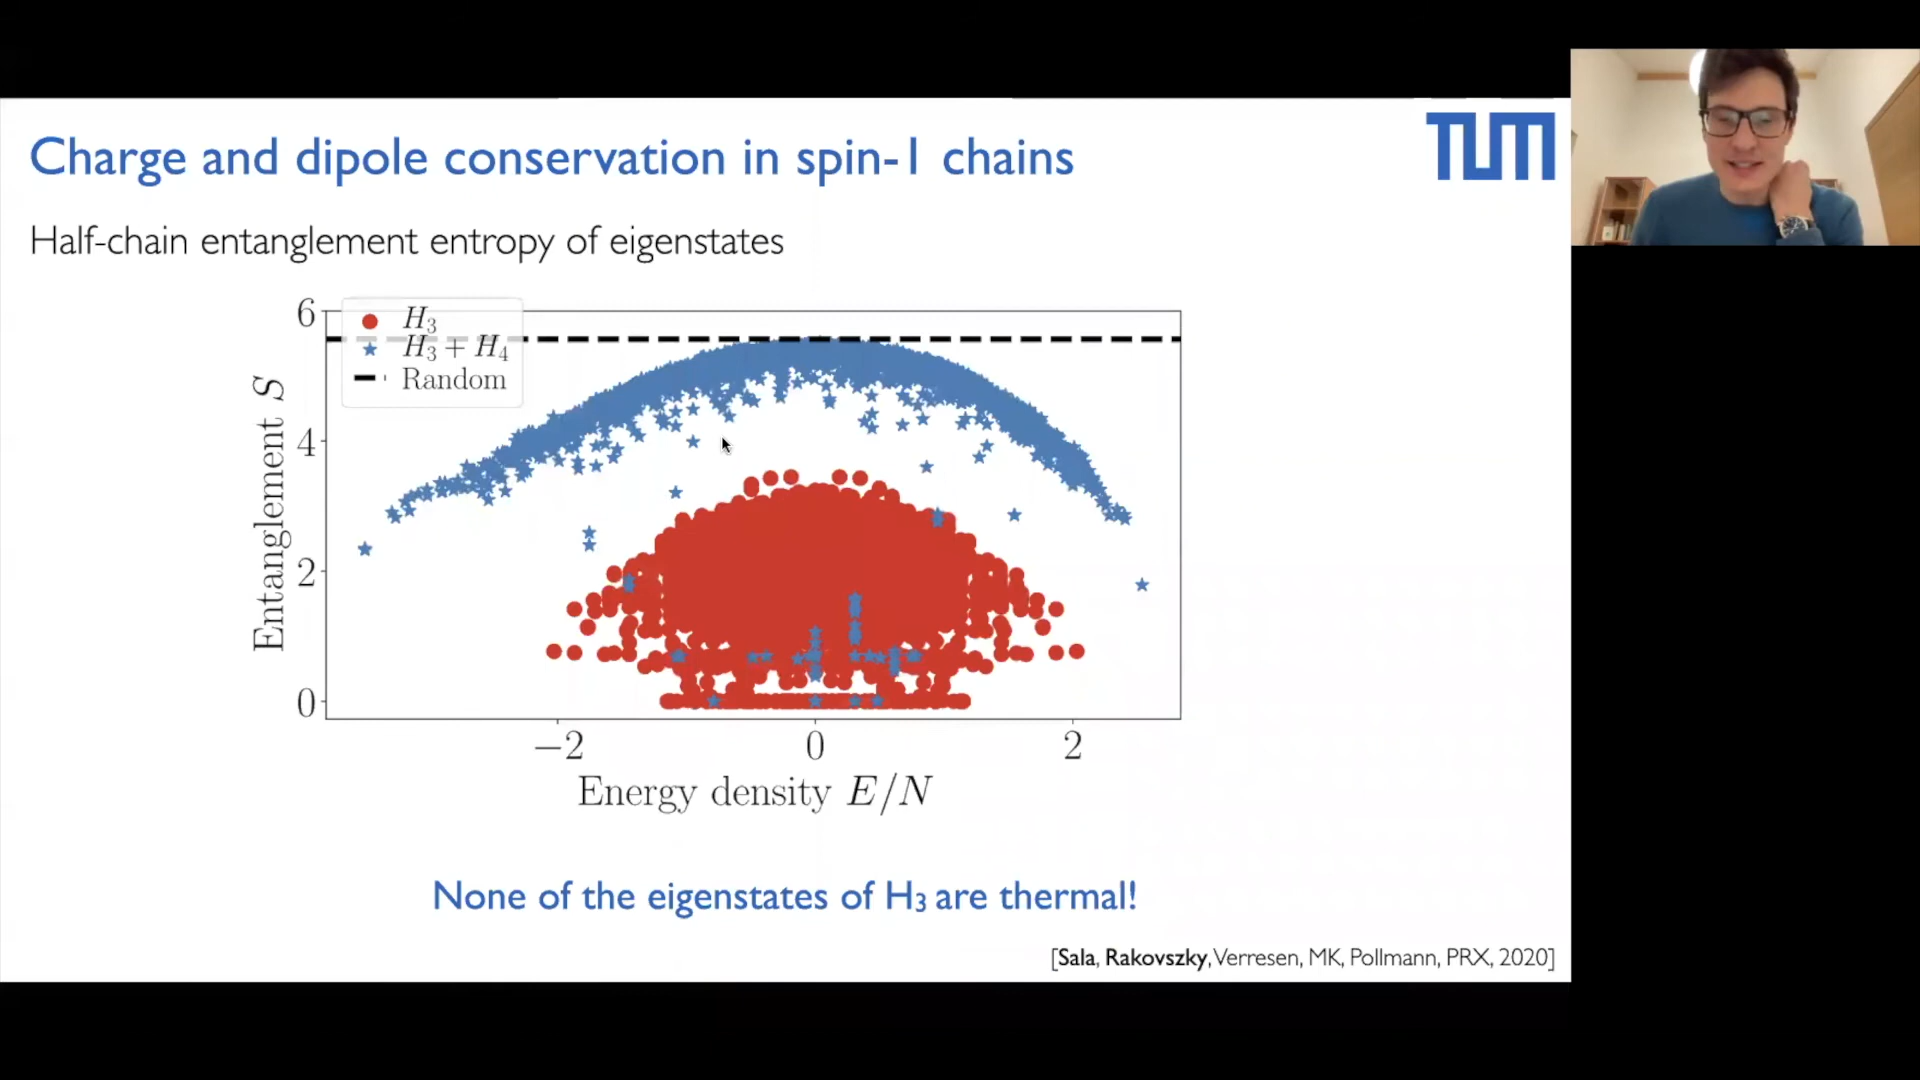 Charge and dipole conservation in spin-1 chains
TUM
Half-chain entanglement entropy of eigenstates
H₃
H₃ + H₄
Random
Entanglement S
6
4
2
0
−2
0
2
Energy density E/N
None of the eigenstates of H₃ are thermal!
[Sala, Rakovszky, Verresen, MK, Pollmann, PRX, 2020]